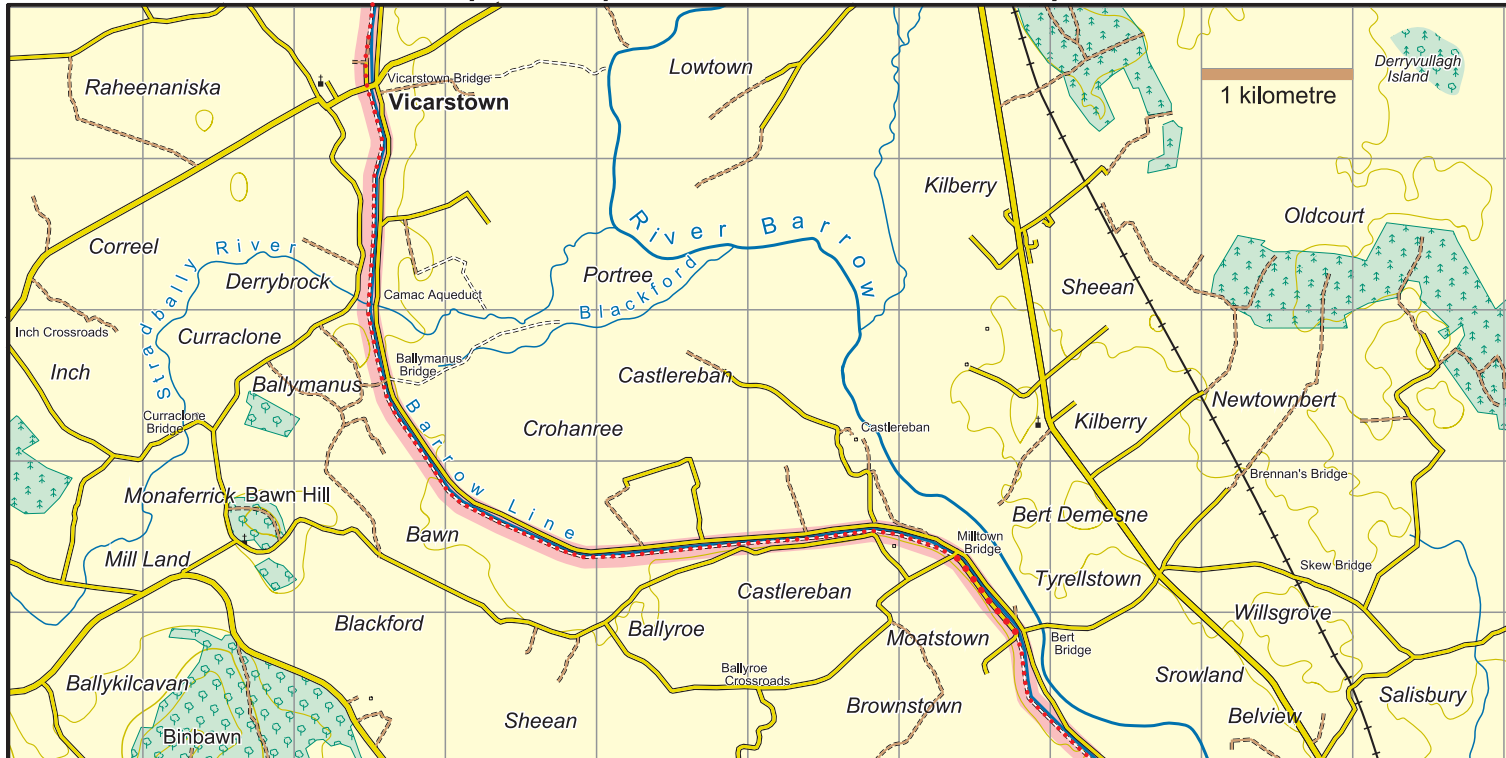 Lowtown
Derryvullagh
Island
Raheenaniska
Vicarstown Bridge
Vicarstown
1 kilometre
Kilberry
Oldcourt
River Barrow
Correel
Stradbally River
Derrybrock
Portree
Blackford
Sheean
Camac Aqueduct
Inch Crossroads
Curraclone
Ballymanus
Bridge
Inch
Ballymanus
Castlereban
Newtownbert
Curraclone
Bridge
Barrow Line
Crohanree
Castlereban
Kilberry
Monaferrick
Bawn Hill
Brennan's Bridge
Bert Demesne
Bawn
Milltown
Bridge
Mill Land
Skew Bridge
Tyrellstown
Castlereban
Willsgrove
Blackford
Ballyroe
Moatstown
Bert
Bridge
Ballykilcavan
Ballyroe
Crossroads
Srowland
Salisbury
Brownstown
Sheean
Belview
Binbawn